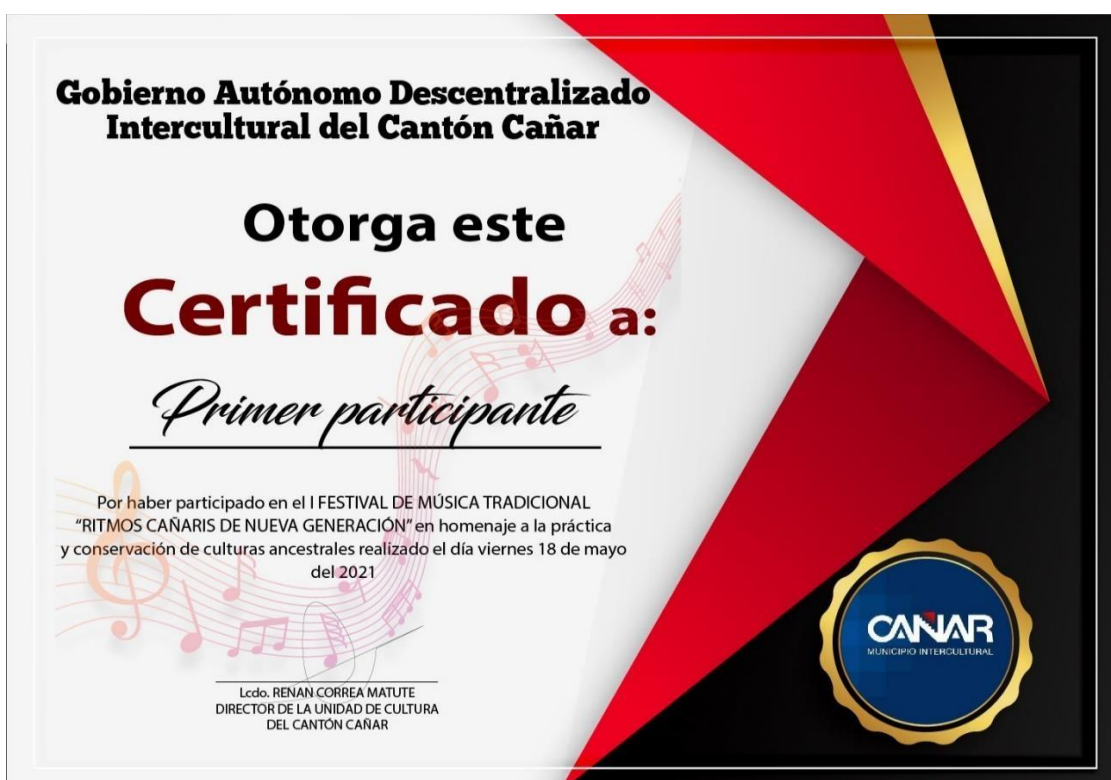 Gobierno Autónomo Descentralizado
Intercultural del Cantón Cañar
Otorga este
Certificado a:
Primer participante
Por haber participado en el I FESTIVAL DE MÚSICA TRADICIONAL
“RITMOS CAÑARIS DE NUEVA GENERACIÓN” en homenaje a la práctica
y conservación de culturas ancestrales realizado el día viernes 18 de mayo
del 2021
Lcdo. RENAN CORREA MATUTE
DIRECTOR DE LA UNIDAD DE CULTURA
DEL CANTÓN CAÑAR
CAÑAR
MUNICIPIO INTERCULTURAL